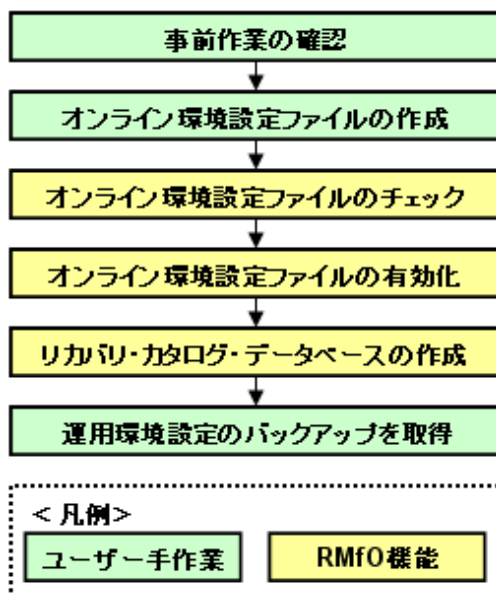 事前作業の確認
オンライン環境設定ファイルの作成
オンライン環境設定ファイルのチェック
オンライン環境設定ファイルの有効化
リカバリ・カタログ・データベースの作成
運用環境設定のバックアップを取得
<凡例>
ユーザー手作業
RMfO機能